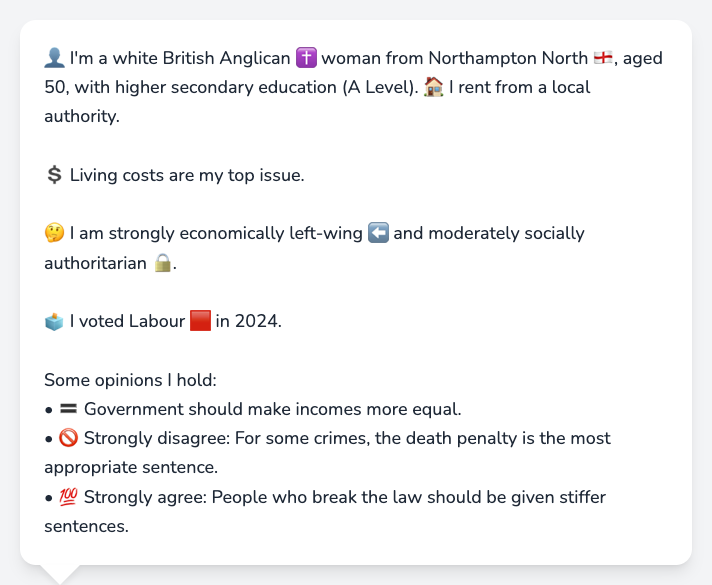 👤 I'm a white British Anglican ✝️ woman from Northampton North 🏴󠁧󠁢󠁥󠁮󠁧󠁿, aged
50, with higher secondary education (A Level). 🏠 I rent from a local
authority.
💲 Living costs are my top issue.
🤔 I am strongly economically left-wing ⬅️ and moderately socially
authoritarian 🔒.
🗳️ I voted Labour 🟥 in 2024.
Some opinions I hold:
• 🟰 Government should make incomes more equal.
• 🚫 Strongly disagree: For some crimes, the death penalty is the most
appropriate sentence.
• 💯 Strongly agree: People who break the law should be given stiffer
sentences.